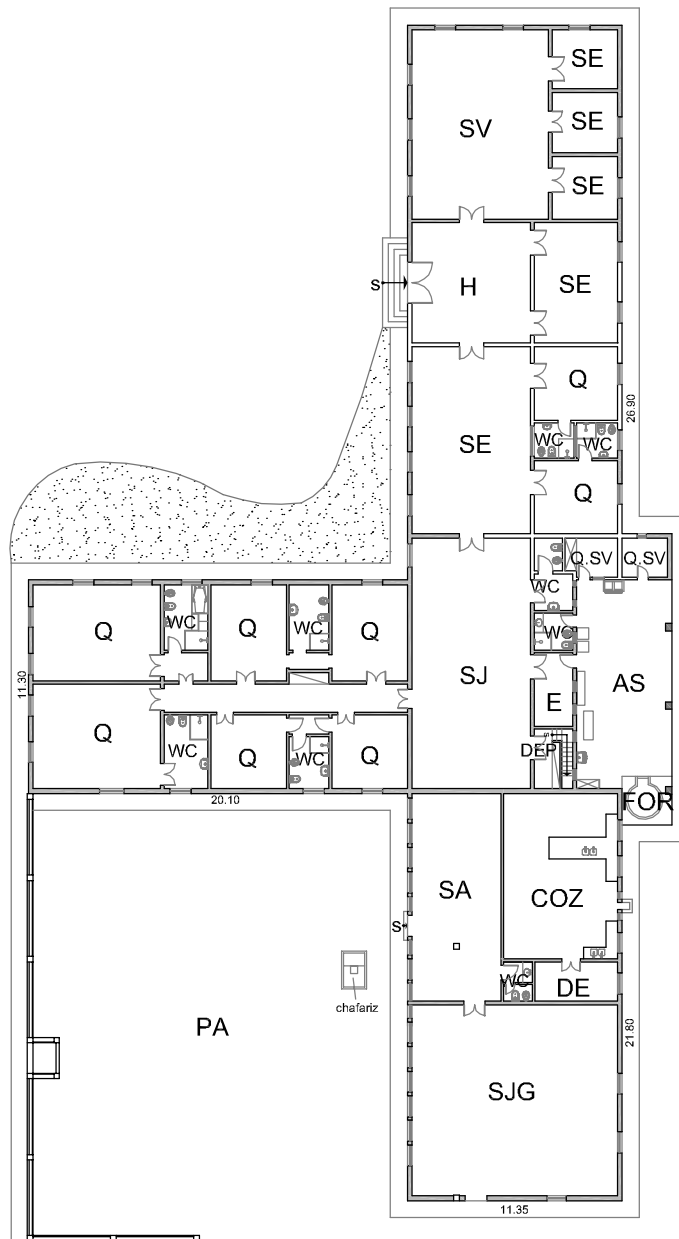 SE
SV
SE
SE
S
H
SE
Q
26.90
SE
WC
WC
Q
Q.SV
Q.SV
WC
Q
WC
Q
WC
Q
WC
11.30
SJ
AS
E
Q
WC
Q
WC
Q
DEP
S
20.10
FOR
SA
COZ
S
WC
DE
chafariz
PA
21.80
SJG
11.35